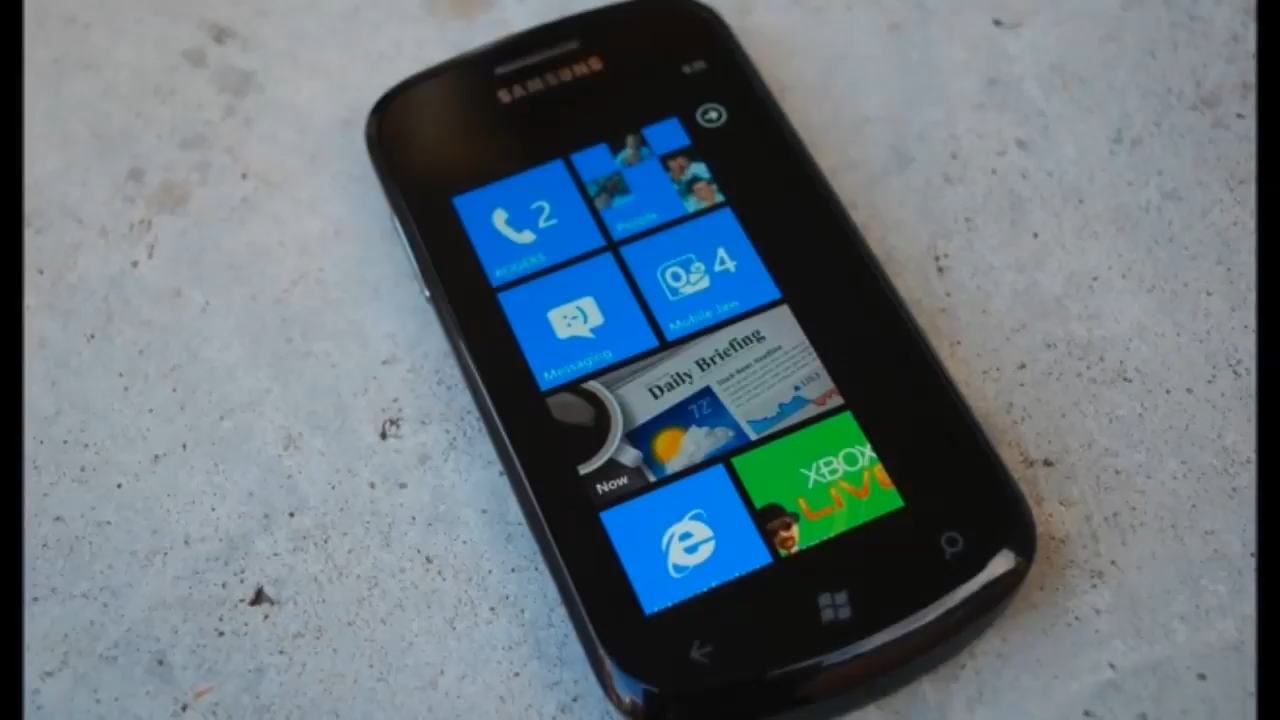 SAMSUNG
2
ROGERS
People
4
Messaging
Daily Briefing
72°
Now
XBOX
LIVE